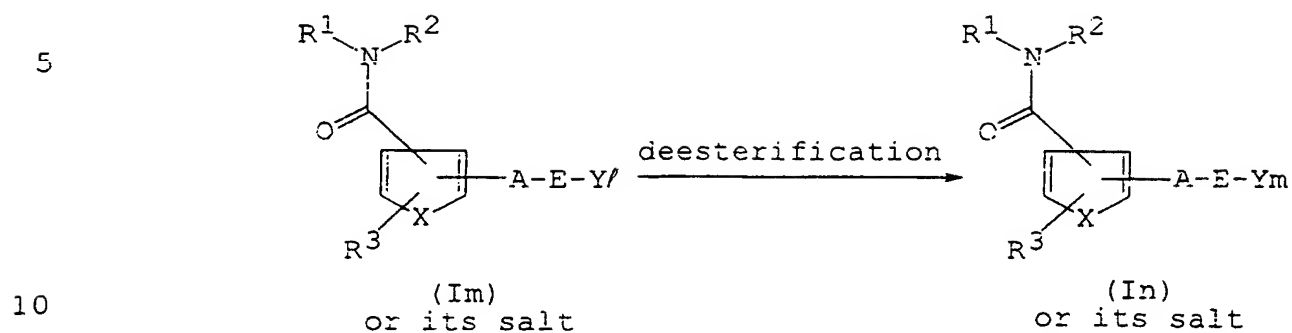 R¹ R² R¹ R²
5 N N
O O
deesterification
A-E-Yℓ A-E-Ym
X X
R³ R³
(Im) (In)
10 or its salt or its salt